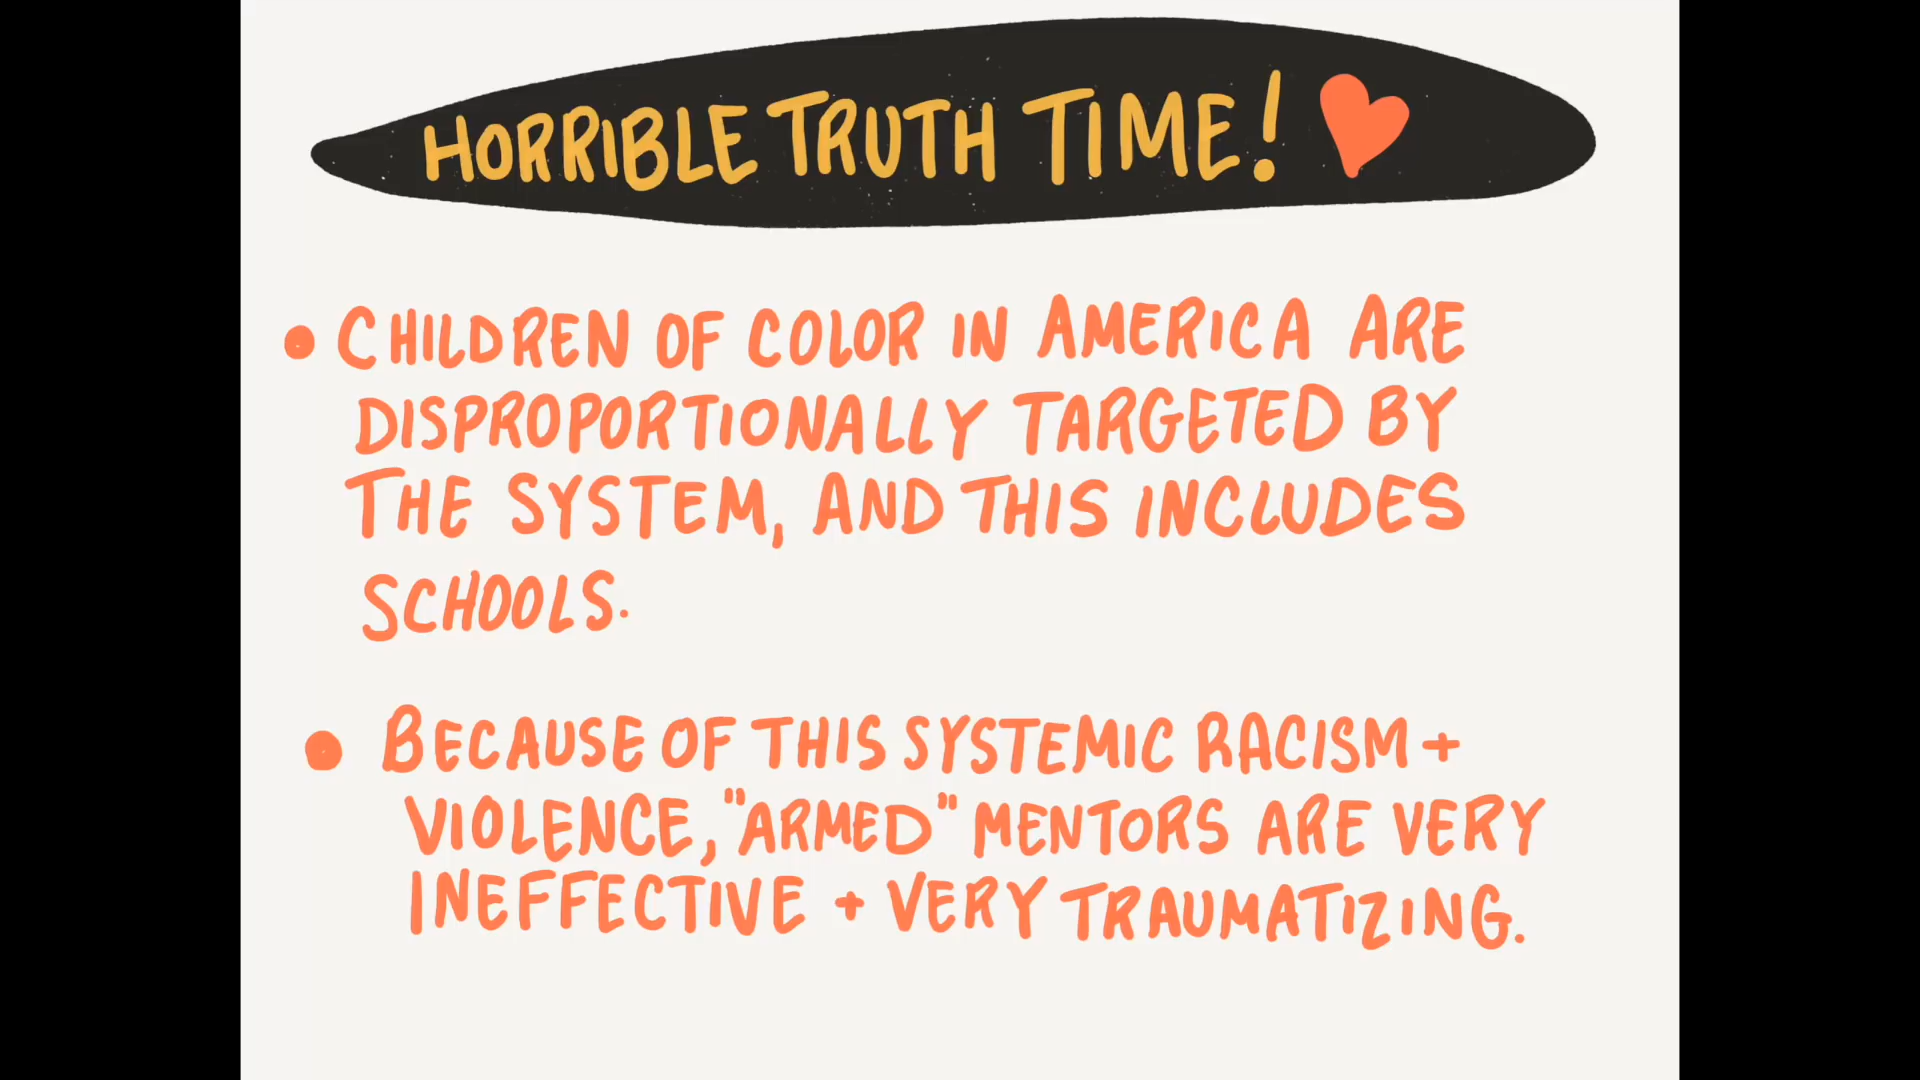 HORRIBLE TRUTH TIME!
• CHILDREN OF COLOR IN AMERICA ARE
DISPROPORTIONALLY TARGETED BY
THE SYSTEM, AND THIS INCLUDES
SCHOOLS.
• BECAUSE OF THIS SYSTEMIC RACISM +
VIOLENCE, "ARMED" MENTORS ARE VERY
INEFFECTIVE + VERY TRAUMATIZING.